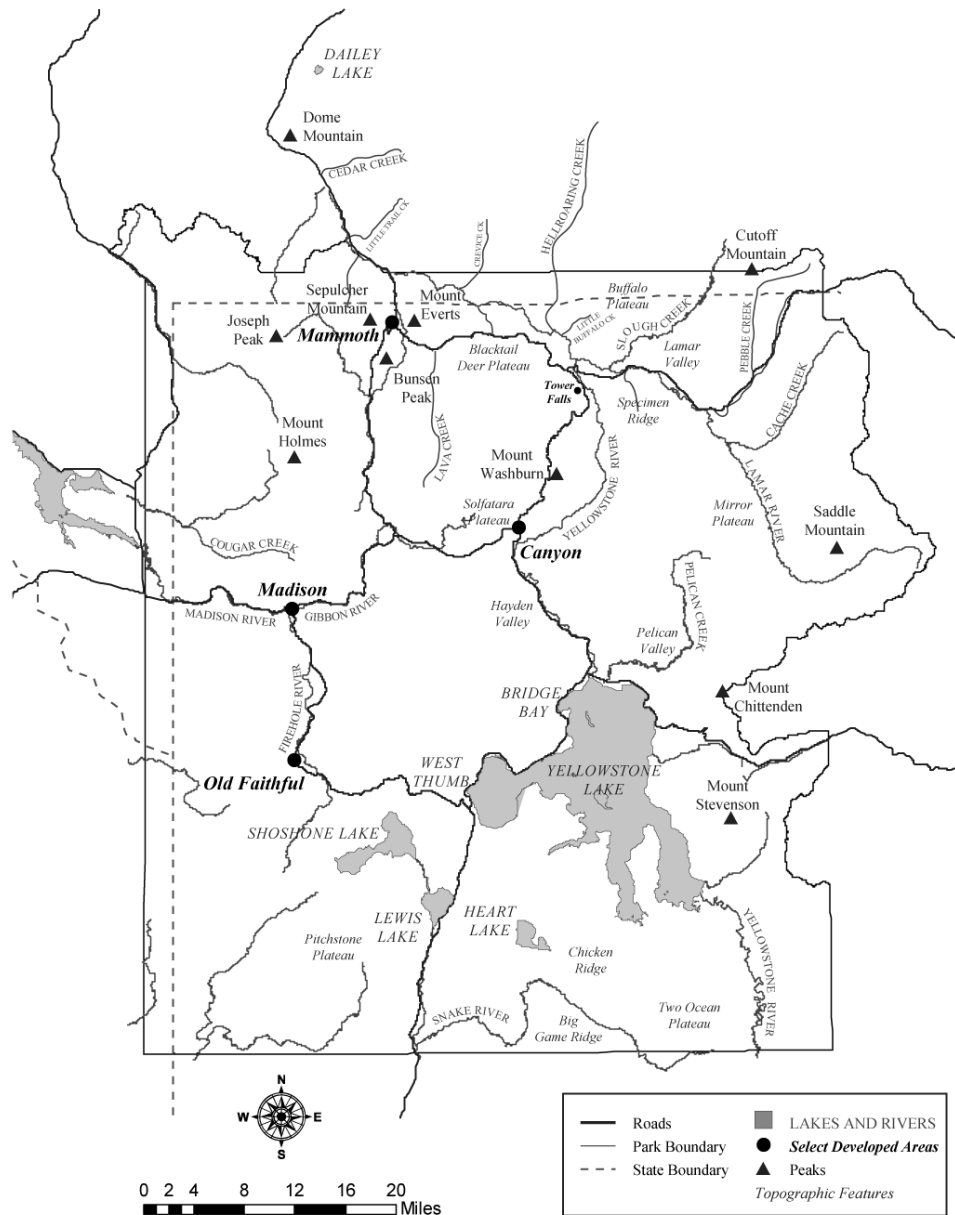 DAILEY
LAKE
Dome
Mountain
CEDAR CREEK
LITTLE TRAIL CK
CREVICE CK
HELLROARING CREEK
Cutoff
Mountain
Sepulcher
Mountain
Mount
Everts
Buffalo
Plateau
Joseph
Peak
Mammoth
LITTLE
BUFFALO CK
SLOUGH CREEK
PEBBLE CREEK
Blacktail
Deer Plateau
Lamar
Valley
Bunsen
Peak
Tower
Falls
Specimen
Ridge
CACHE CREEK
Mount
Holmes
LAVA CREEK
Mount
Washburn
YELLOWSTONE RIVER
LAMAR RIVER
Solfatara
Plateau
Mirror
Plateau
Saddle
Mountain
COUGAR CREEK
Canyon
Madison
MADISON RIVER
GIBBON RIVER
Hayden
Valley
PELICAN CREEK
Pelican
Valley
FIREHOLE RIVER
BRIDGE
BAY
Mount
Chittenden
Old Faithful
WEST
THUMB
YELLOWSTONE
LAKE
Mount
Stevenson
SHOSHONE LAKE
LEWIS
LAKE
HEART
LAKE
Pitchstone
Plateau
Chicken
Ridge
YELLOWSTONE RIVER
SNAKE RIVER
Big
Game Ridge
Two Ocean
Plateau
N
W E
S
0 2 4 8 12 16 20
Miles
Roads
Park Boundary
State Boundary
LAKES AND RIVERS
Select Developed Areas
Peaks
Topographic Features